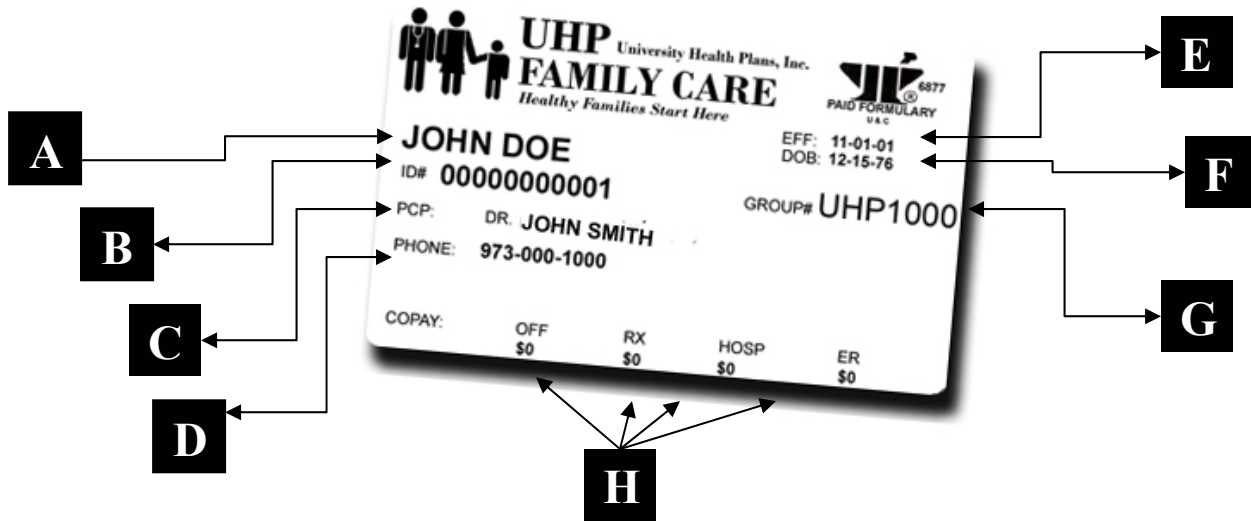 UHP University Health Plans, Inc.
FAMILY CARE
Healthy Families Start Here
® 6877
PAID FORMULARY
U & C
JOHN DOE
EFF: 11-01-01
DOB: 12-15-76
ID# 00000000001
GROUP# UHP1000
PCP: DR. JOHN SMITH
PHONE: 973-000-1000
COPAY: OFF RX HOSP ER
$0 $0 $0 $0
A
B
C
D
E
F
G
H